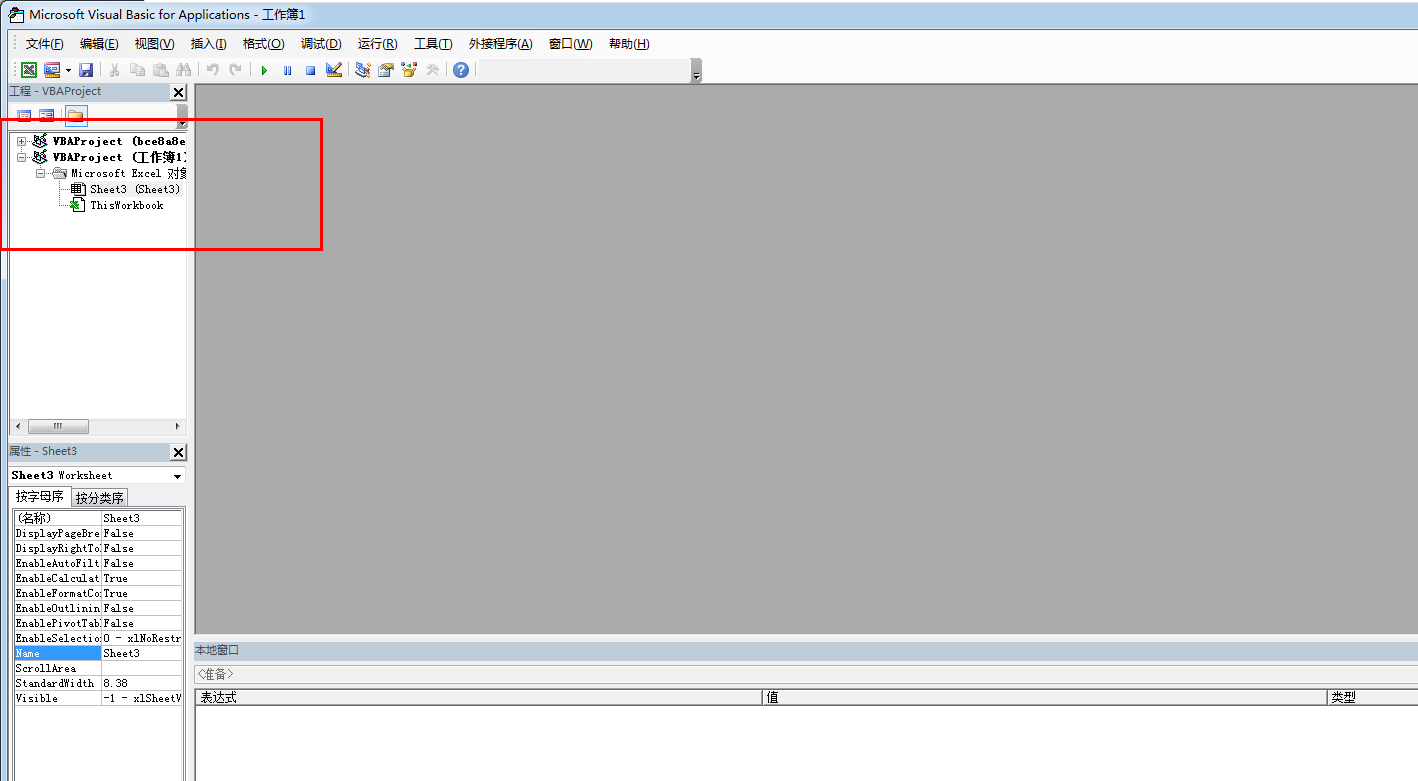 Microsoft Visual Basic for Applications - 工作簿1
文件(F) 编辑(E) 视图(V) 插入(I) 格式(O) 调试(D) 运行(R) 工具(T) 外接程序(A) 窗口(W) 帮助(H)
工程 - VBAProject
VBAProject (bce8a8e
VBAProject (工作簿1)
Microsoft Excel 对象
Sheet3 (Sheet3)
ThisWorkbook
属性 - Sheet3
Sheet3 Worksheet
按字母序 按分类序
(名称) Sheet3
DisplayPageBre False
DisplayRightTo False
EnableAutoFilt False
EnableCalculat True
EnableFormatCo True
EnableOutlinin False
EnablePivotTab False
EnableSelectio 0 - xlNoRestr
Name Sheet3
ScrollArea
StandardWidth 8.38
Visible -1 - xlSheetV
本地窗口
<准备>
表达式 值 类型